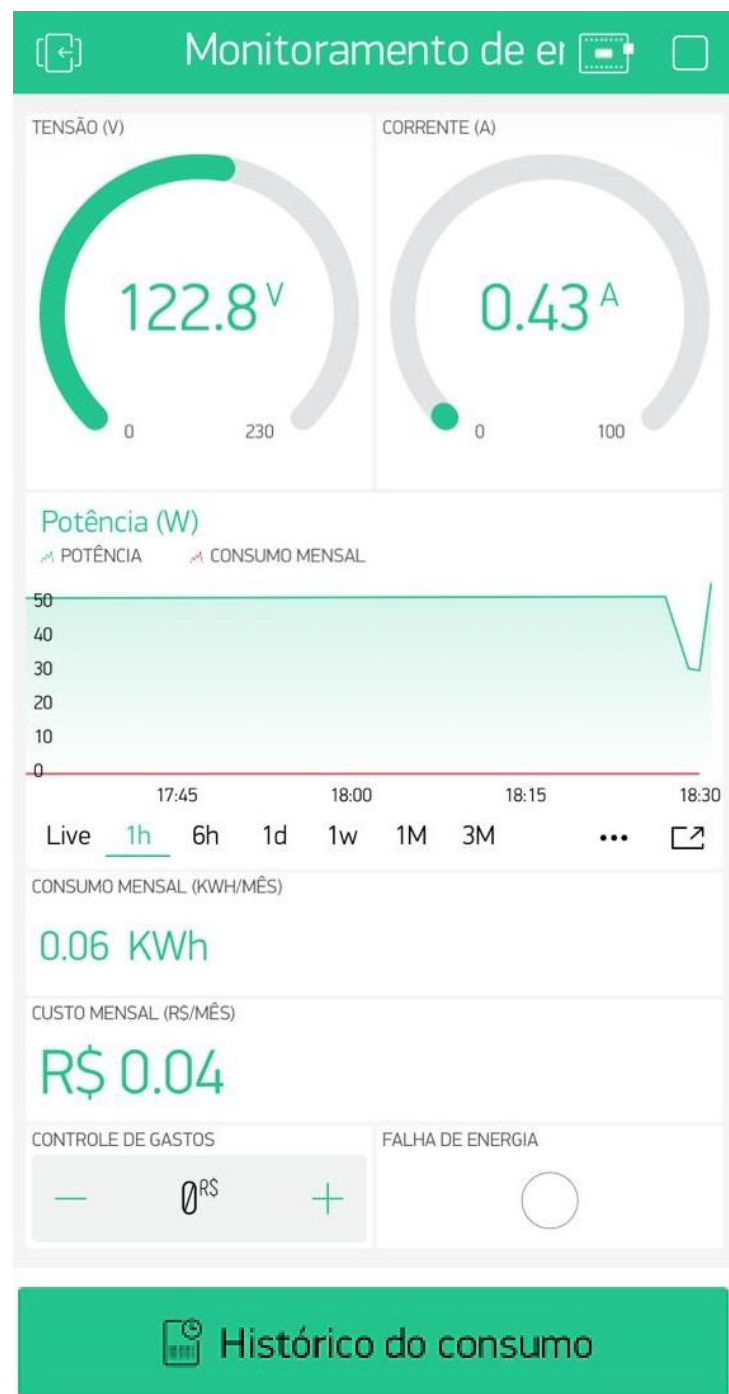 Monitoramento de er
TENSÃO (V)
122.8 V
0 230
CORRENTE (A)
0.43 A
0 100
Potência (W)
POTÊNCIA CONSUMO MENSAL
50
40
30
20
10
0
17:45 18:00 18:15 18:30
Live 1h 6h 1d 1w 1M 3M ...
CONSUMO MENSAL (KWH/MÊS)
0.06 KWh
CUSTO MENSAL (R$/MÊS)
R$ 0.04
CONTROLE DE GASTOS
— 0R$ +
FALHA DE ENERGIA
Histórico do consumo